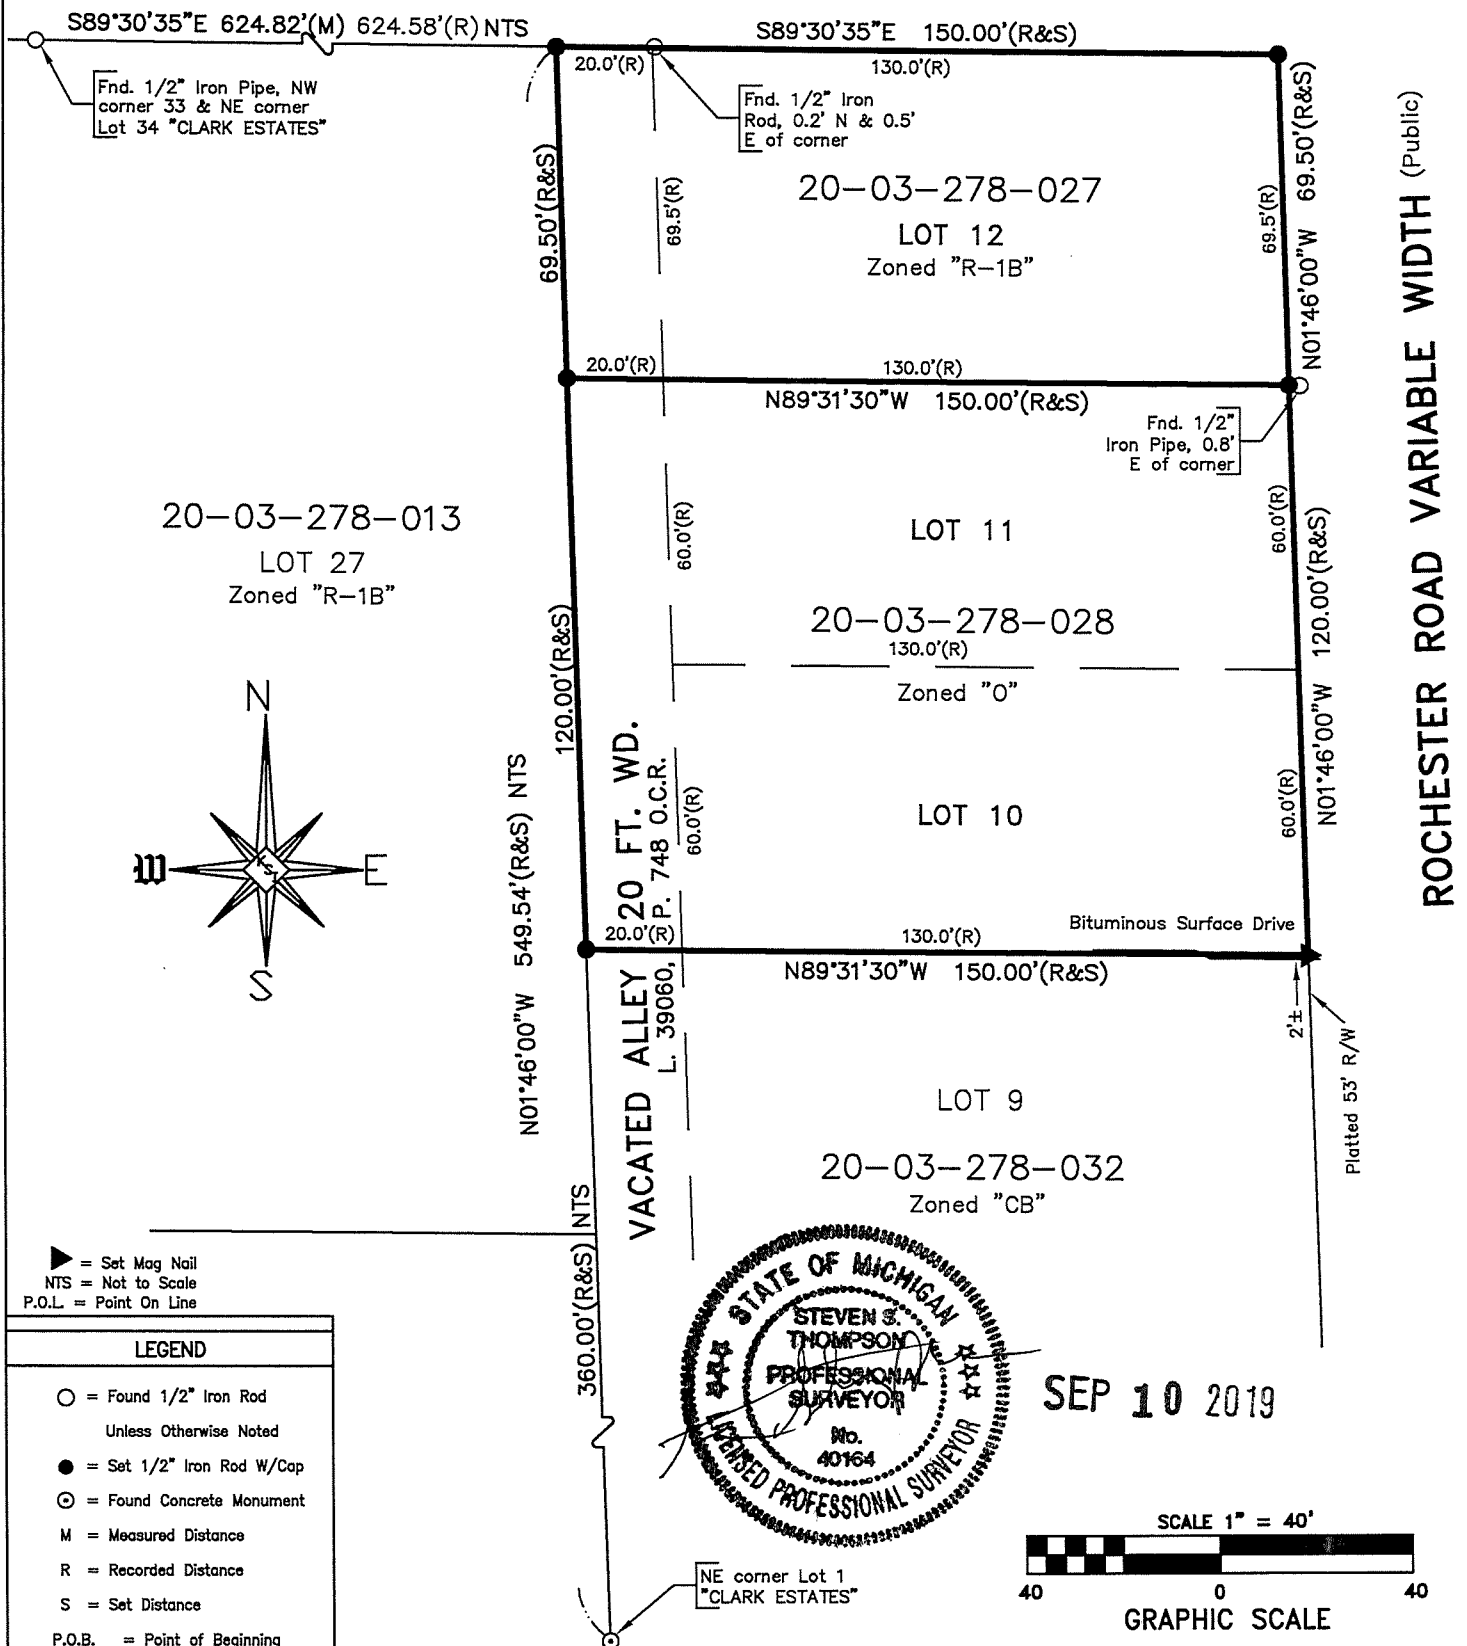 S89°30'35"E 624.82'(M) 624.58'(R) NTS
S89°30'35"E 150.00'(R&S)
20.0'(R)
130.0'(R)
Fnd. 1/2" Iron Pipe, NW
corner 33 & NE corner
Lot 34 "CLARK ESTATES"
Fnd. 1/2" Iron
Rod, 0.2' N & 0.5'
E of corner
69.50'(R&S)
69.5'(R)
20-03-278-027
LOT 12
Zoned "R-1B"
69.5'(R)
N01°46'00"W 69.50'(R&S)
ROCHESTER ROAD VARIABLE WIDTH (Public)
20.0'(R)
130.0'(R)
N89°31'30"W 150.00'(R&S)
Fnd. 1/2"
Iron Pipe, 0.8'
E of corner
20-03-278-013
LOT 27
Zoned "R-1B"
60.0'(R)
LOT 11
60.0'(R)
20-03-278-028
130.0'(R)
Zoned "O"
120.00'(R&S)
N01°46'00"W 120.00'(R&S)
N
W
E
S
KST
LOT 10
60.0'(R)
60.0'(R)
VACATED ALLEY 20 FT. WD.
L. 39060, P. 748 O.C.R.
N01°46'00"W 549.54'(R&S) NTS
Bituminous Surface Drive
20.0'(R)
130.0'(R)
N89°31'30"W 150.00'(R&S)
2'±
Platted 53' R/W
LOT 9
20-03-278-032
Zoned "CB"
360.00'(R&S) NTS
= Set Mag Nail
NTS = Not to Scale
P.O.L. = Point On Line
LEGEND
= Found 1/2" Iron Rod
Unless Otherwise Noted
= Set 1/2" Iron Rod W/Cap
= Found Concrete Monument
M = Measured Distance
R = Recorded Distance
S = Set Distance
P.O.B. = Point of Beginning
STATE OF MICHIGAN
STEVEN S.
THOMPSON
PROFESSIONAL
SURVEYOR
No.
40164
LICENSED PROFESSIONAL SURVEYOR
SEP 10 2019
NE corner Lot 1
"CLARK ESTATES"
SCALE 1" = 40'
40 0 40
GRAPHIC SCALE